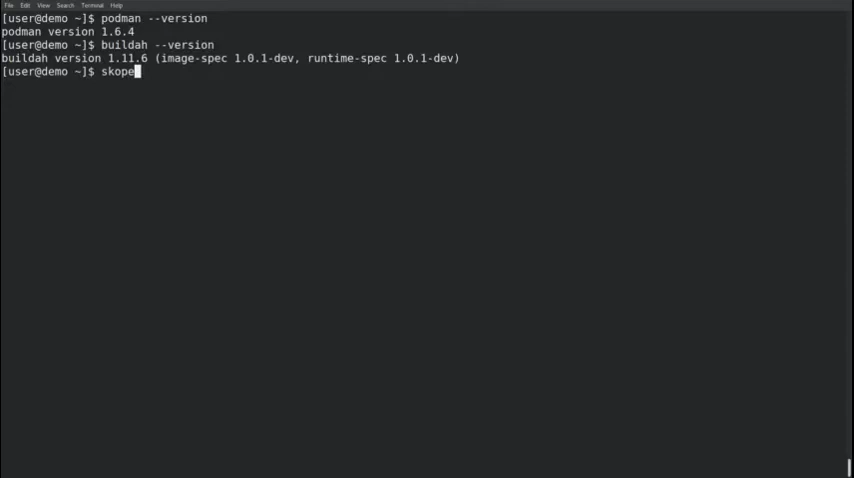 File Edit View Search Terminal Help
[user@demo ~]$ podman --version
podman version 1.6.4
[user@demo ~]$ buildah --version
buildah version 1.11.6 (image-spec 1.0.1-dev, runtime-spec 1.0.1-dev)
[user@demo ~]$ skope